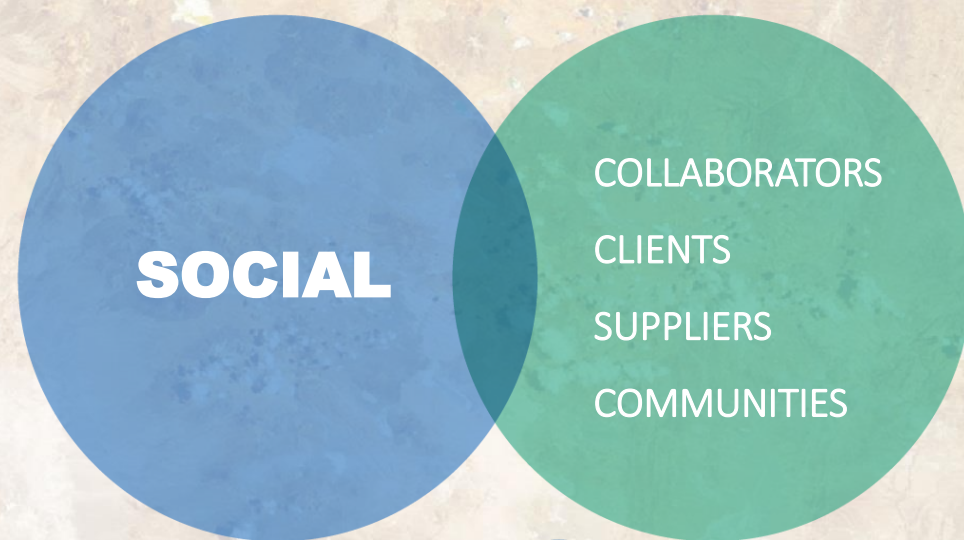 SOCIAL
COLLABORATORS
CLIENTS
SUPPLIERS
COMMUNITIES